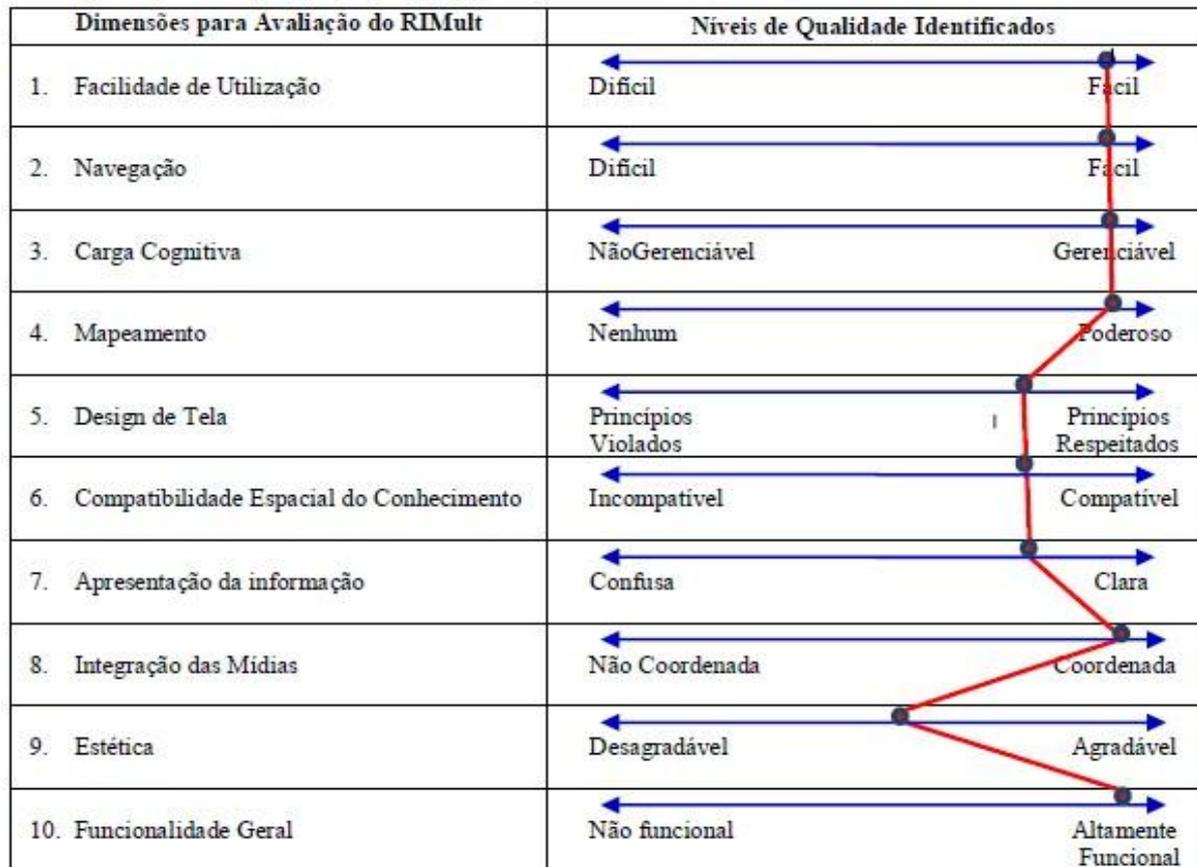 Dimensões para Avaliação do RIMult
Níveis de Qualidade Identificados
1. Facilidade de Utilização
Difícil
Fácil
2. Navegação
Difícil
Fácil
3. Carga Cognitiva
NãoGerenciável
Gerenciável
4. Mapeamento
Nenhum
Poderoso
5. Design de Tela
Princípios
Violados
Princípios
Respeitados
6. Compatibilidade Espacial do Conhecimento
Incompatível
Compatível
7. Apresentação da informação
Confusa
Clara
8. Integração das Mídias
Não Coordenada
Coordenada
9. Estética
Desagradável
Agradável
10. Funcionalidade Geral
Não funcional
Altamente
Funcional